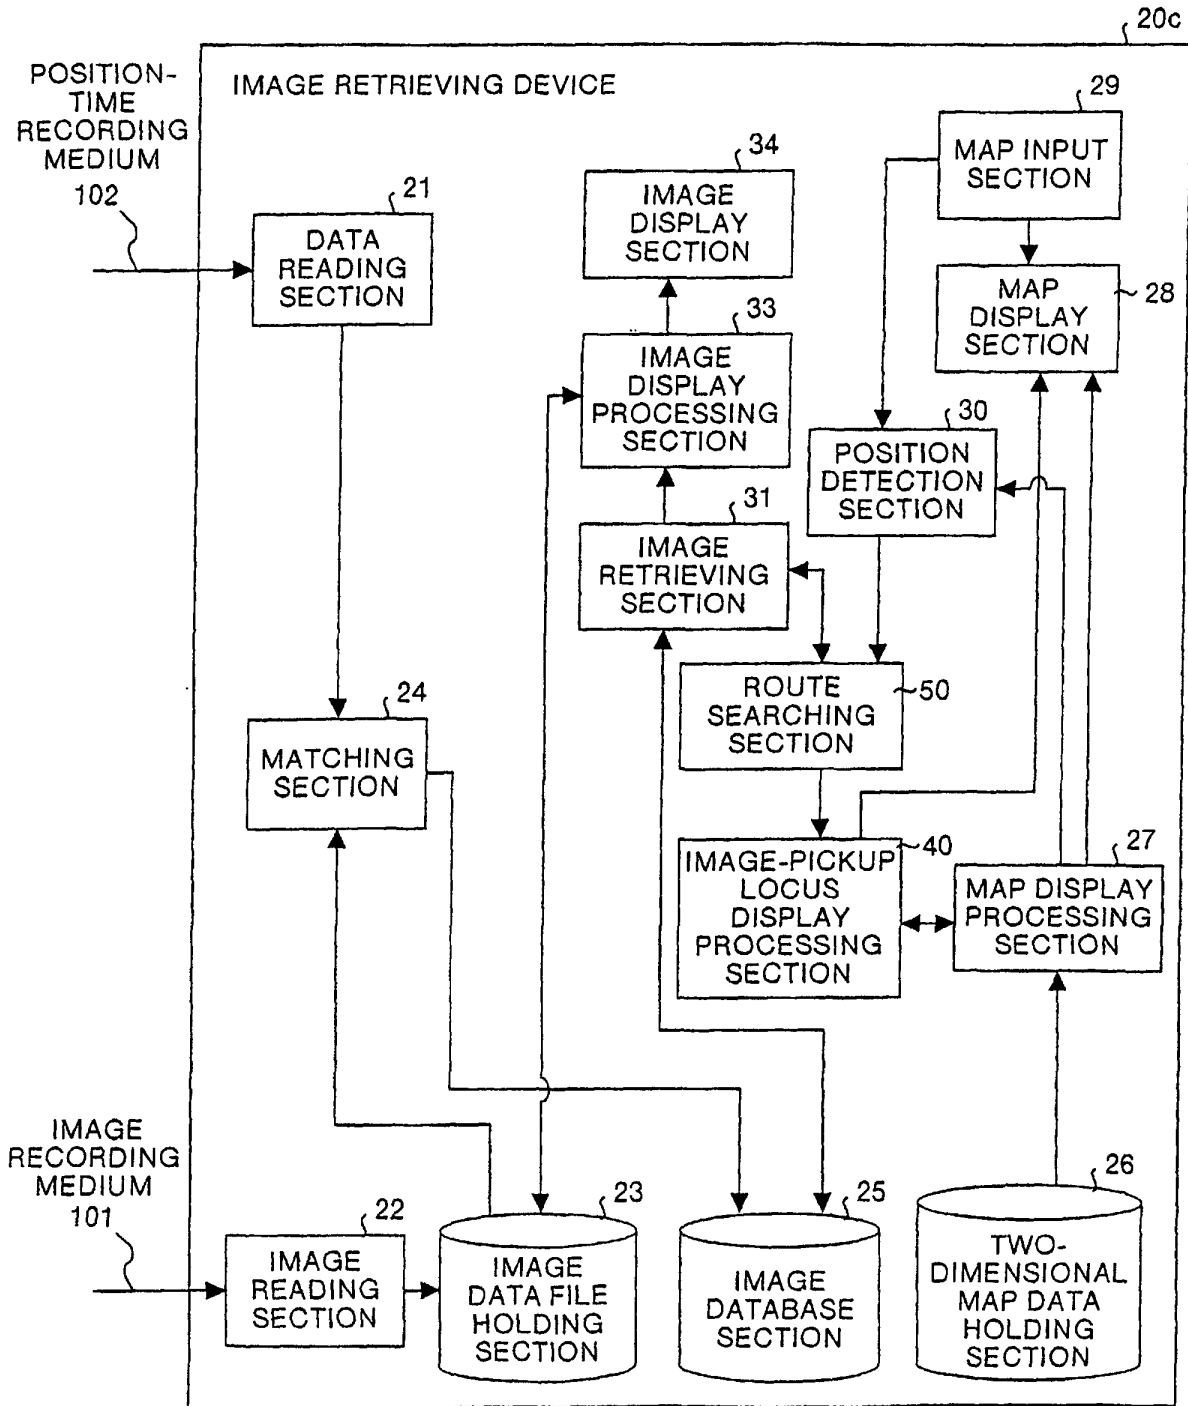 20c
POSITION-
TIME
RECORDING
MEDIUM
102
IMAGE RETRIEVING DEVICE
29
MAP INPUT
SECTION
34
IMAGE
DISPLAY
SECTION
21
DATA
READING
SECTION
MAP
DISPLAY
SECTION
28
33
IMAGE
DISPLAY
PROCESSING
SECTION
30
POSITION
DETECTION
SECTION
31
IMAGE
RETRIEVING
SECTION
24
MATCHING
SECTION
ROUTE
SEARCHING
SECTION
50
40
IMAGE-PICKUP
LOCUS
DISPLAY
PROCESSING
SECTION
27
MAP DISPLAY
PROCESSING
SECTION
IMAGE
RECORDING
MEDIUM
101
22
IMAGE
READING
SECTION
23
IMAGE
DATA FILE
HOLDING
SECTION
25
IMAGE
DATABASE
SECTION
26
TWO-
DIMENSIONAL
MAP DATA
HOLDING
SECTION